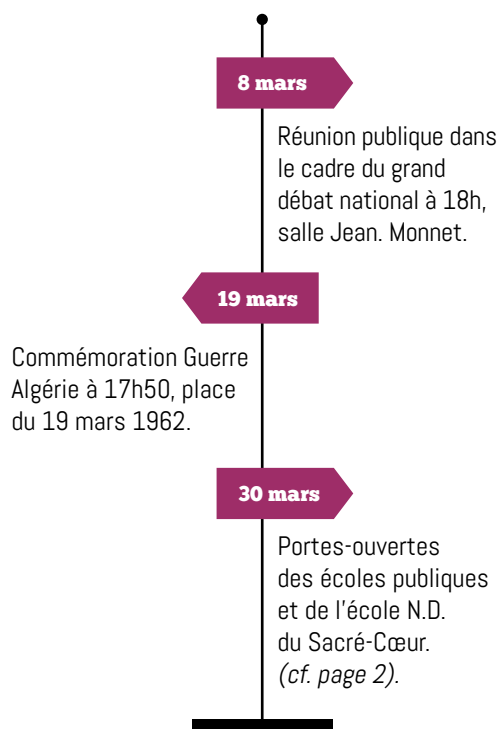 8 mars
Réunion publique dans
le cadre du grand
débat national à 18h,
salle Jean. Monnet.
19 mars
Commémoration Guerre
Algérie à 17h50, place
du 19 mars 1962.
30 mars
Portes-ouvertes
des écoles publiques
et de l'école N.D.
du Sacré-Cœur.
(cf. page 2).